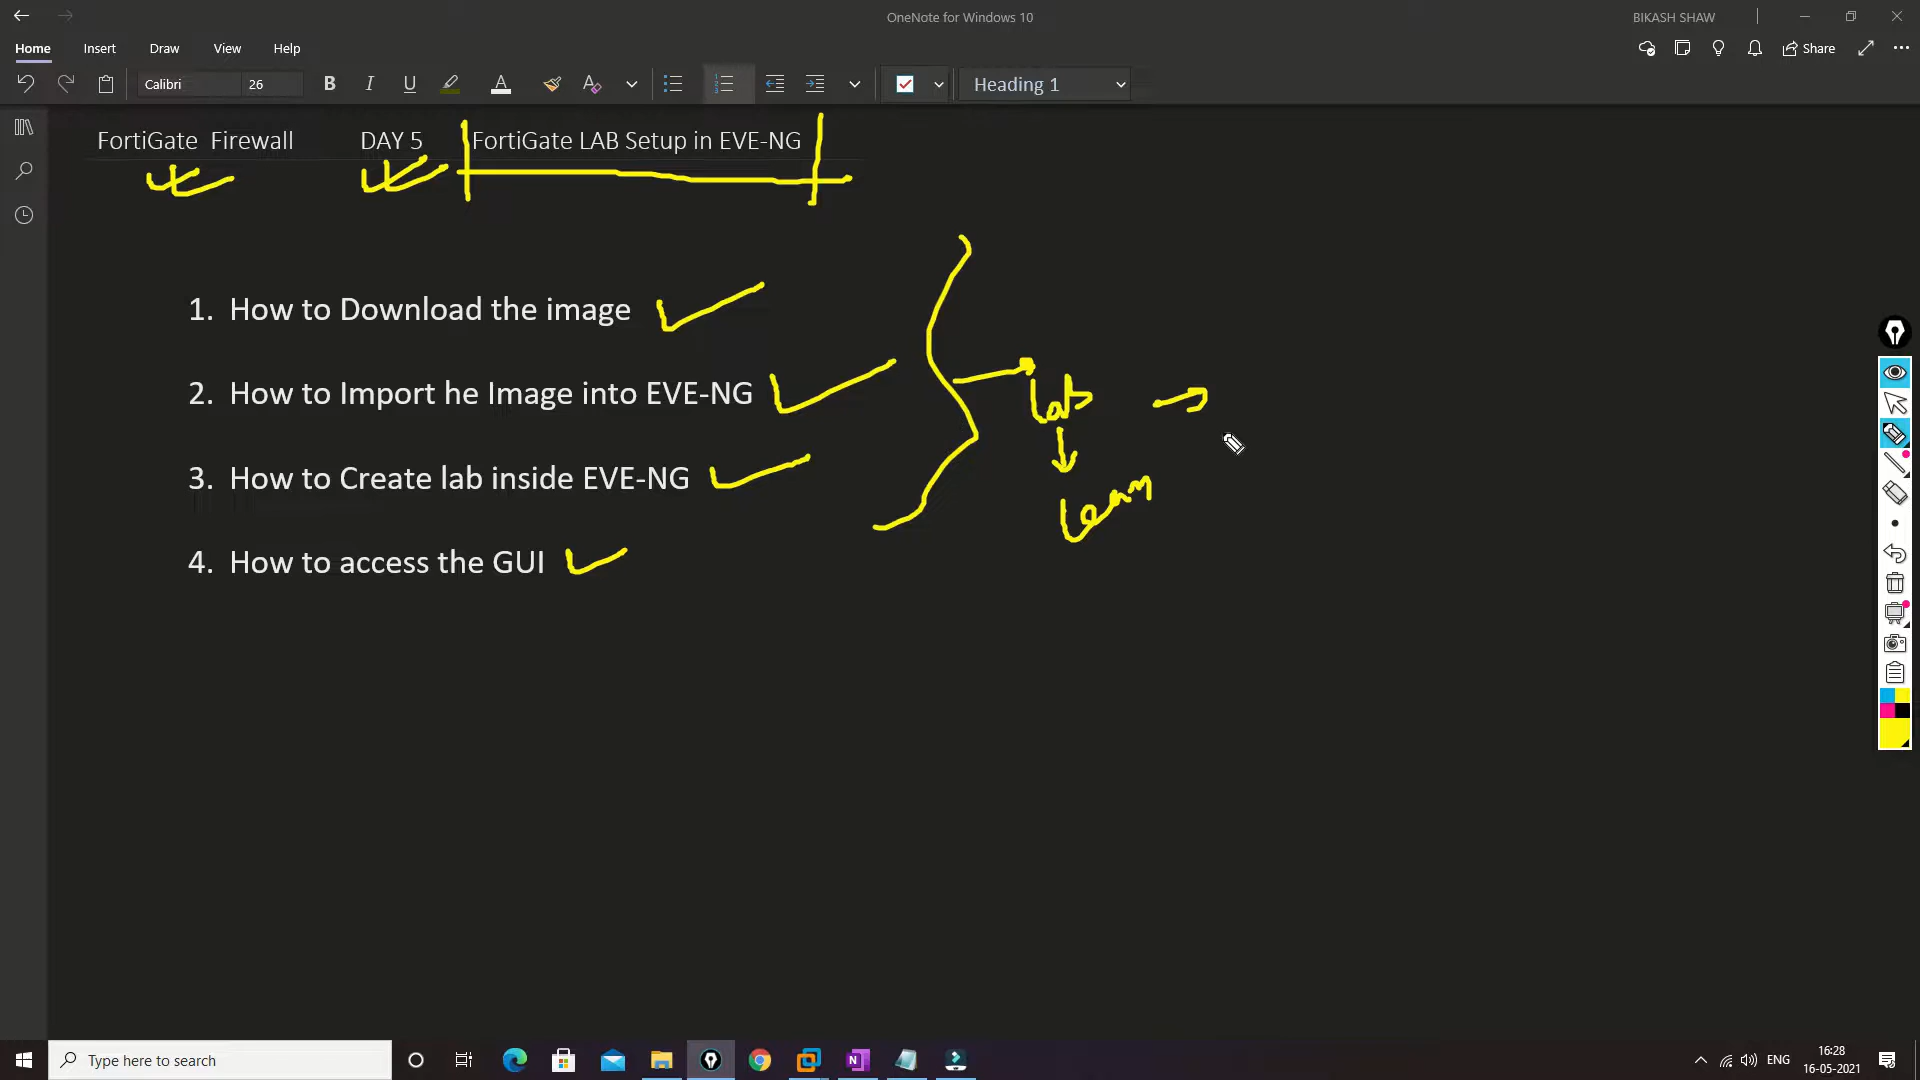 OneNote for Windows 10
BIKASH SHAW
Home Insert Draw View Help
Share
Calibri 26 B I U A Heading 1
FortiGate Firewall DAY 5 FortiGate LAB Setup in EVE-NG
1. How to Download the image
2. How to Import he Image into EVE-NG
Lab
3. How to Create lab inside EVE-NG
Learn
4. How to access the GUI
Type here to search
ENG
16:28
16-05-2021